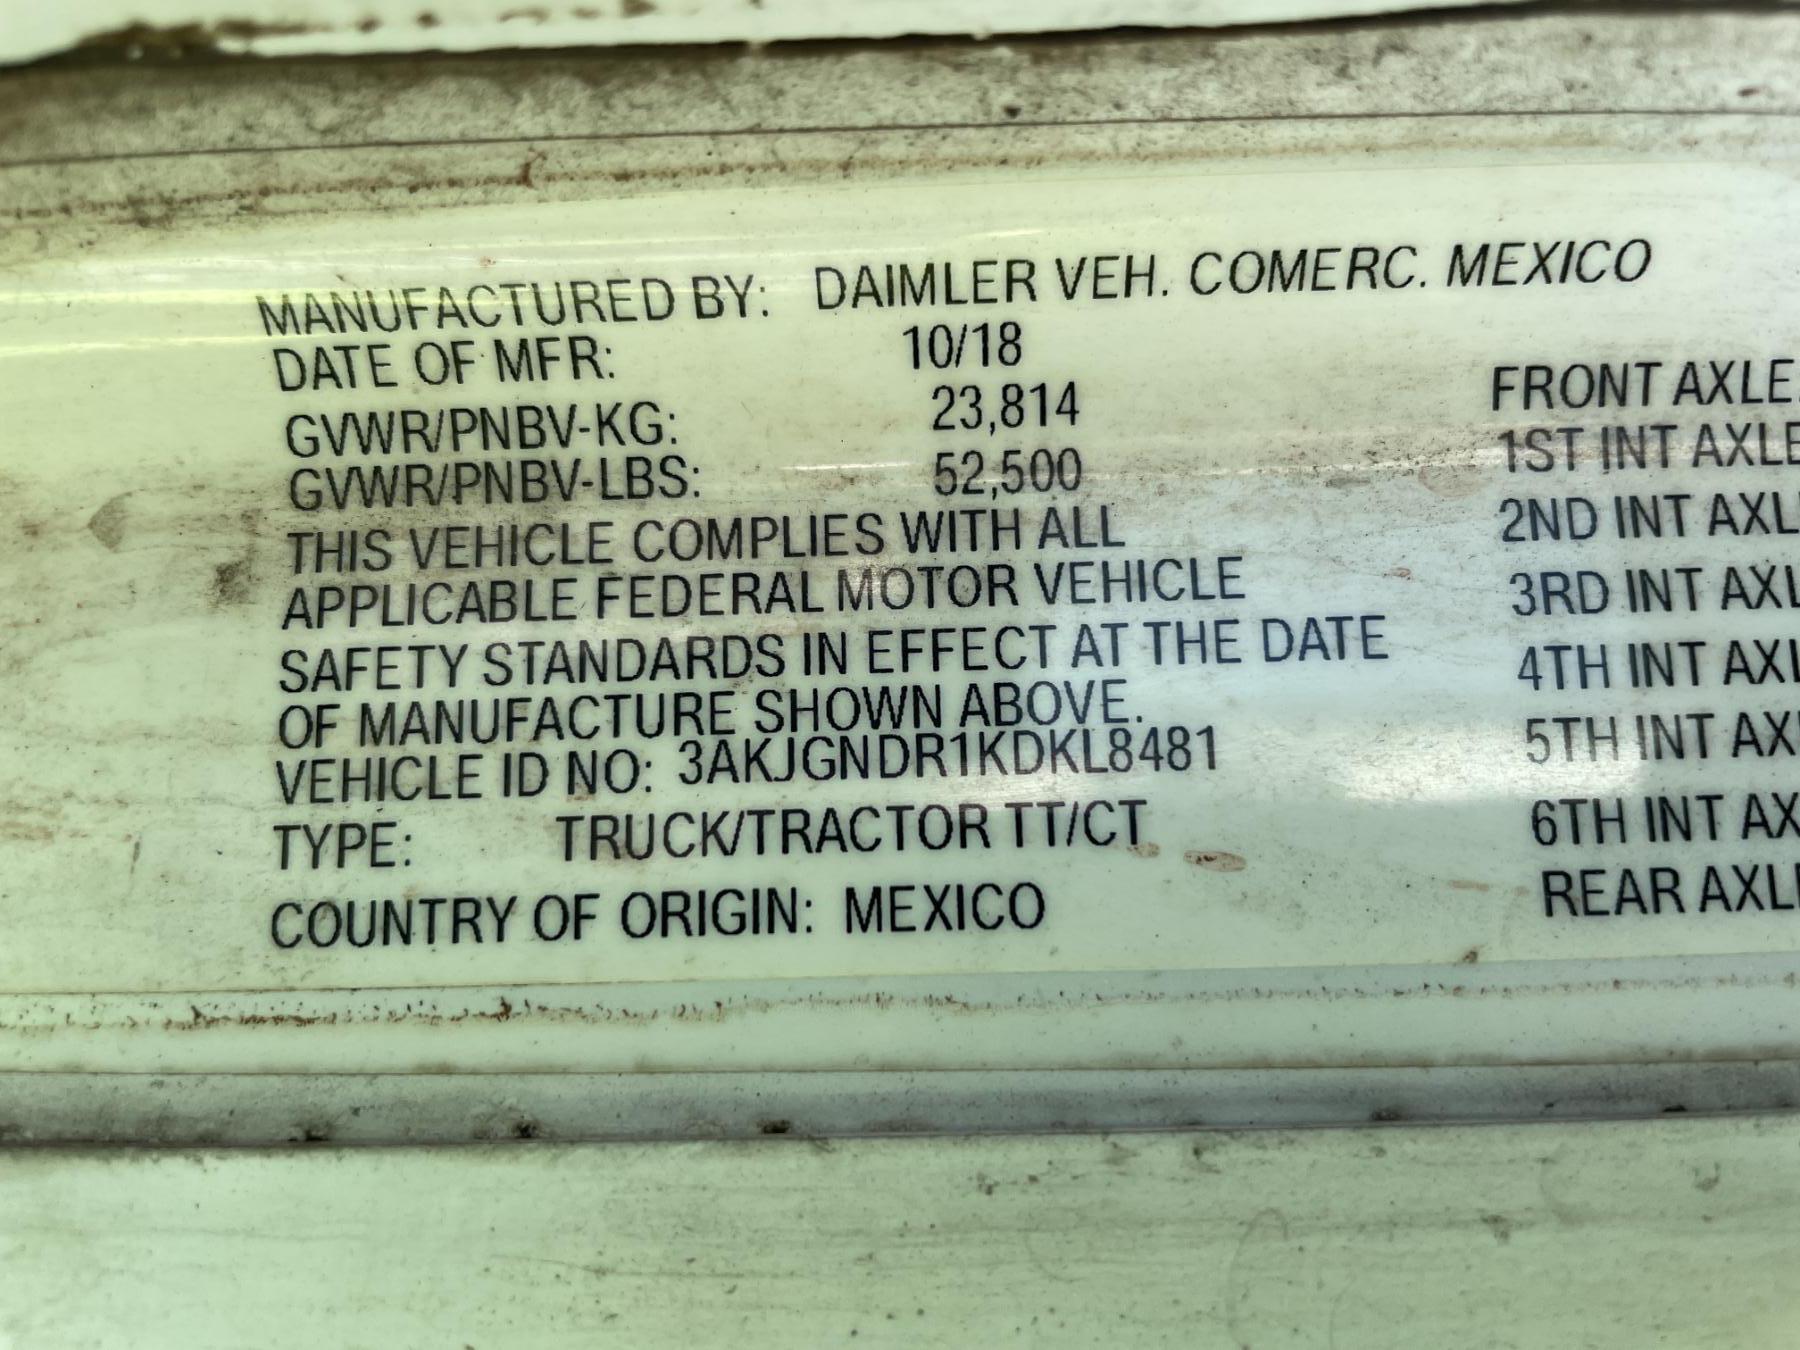 MANUFACTURED BY: DAIMLER VEH. COMERC. MEXICO
DATE OF MFR: 10/18
GVWR/PNBV-KG: 23,814
GVWR/PNBV-LBS: 52,500
THIS VEHICLE COMPLIES WITH ALL
APPLICABLE FEDERAL MOTOR VEHICLE
SAFETY STANDARDS IN EFFECT AT THE DATE
OF MANUFACTURE SHOWN ABOVE.
VEHICLE ID NO: 3AKJGNDR1KDKL8481
TYPE: TRUCK/TRACTOR TT/CT
COUNTRY OF ORIGIN: MEXICO
FRONT AXLE
1ST INT AXLE
2ND INT AXL
3RD INT AXL
4TH INT AXL
5TH INT AX
6TH INT AX
REAR AXL